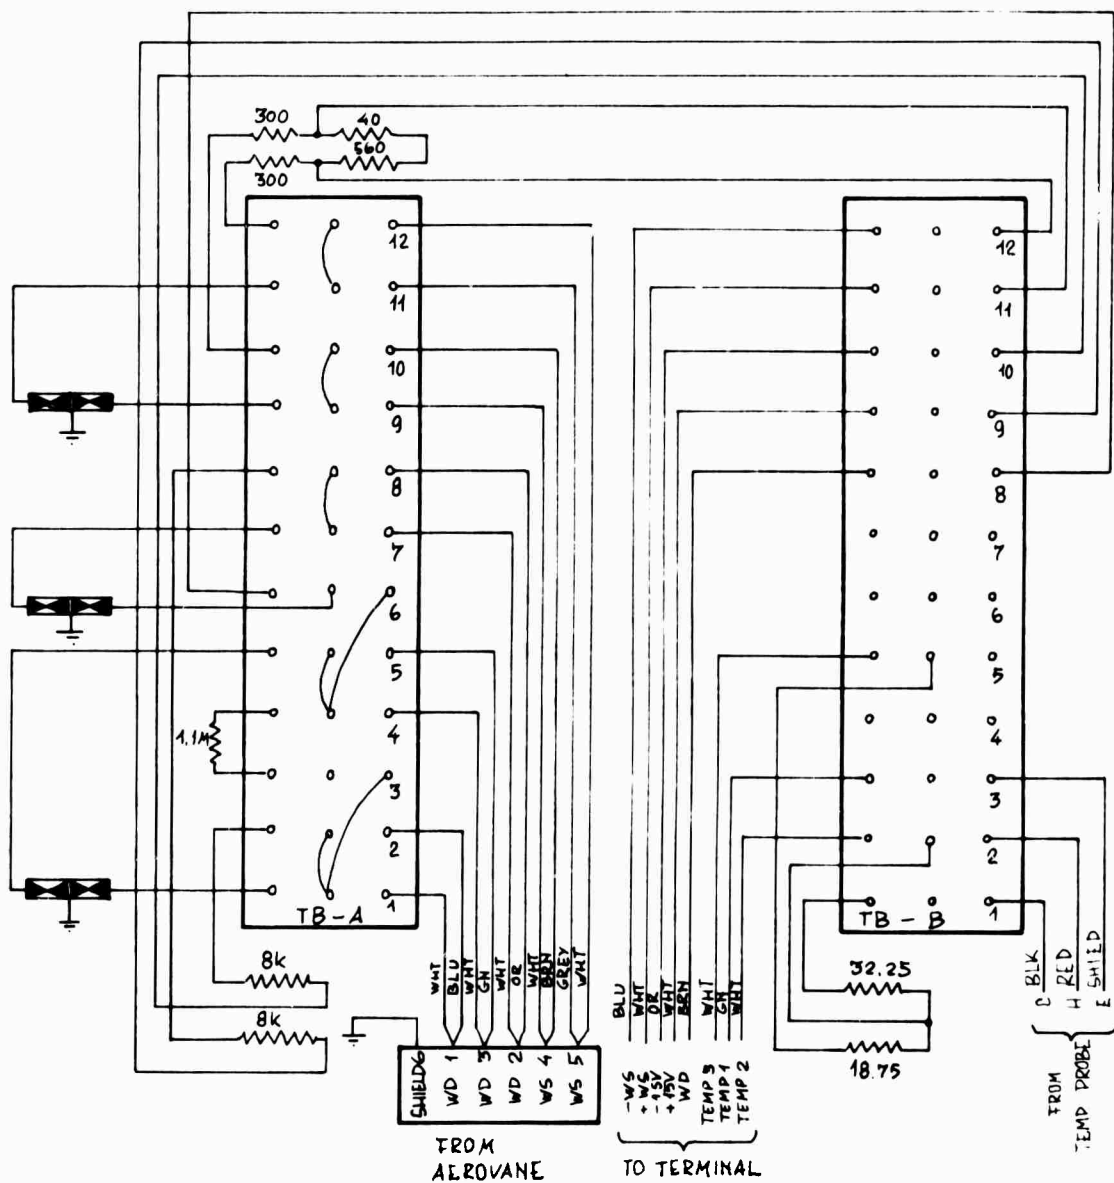 300
40
560
300
12
11
10
9
8
7
6
5
4
3
2
1
1.1M
TB-A
8K
8K
WHT
BLU
WHT
GN
WHT
OR
WHT
BRN
GREY
WHT
SHIELD 6
WD 1
WD 3
WD 2
WS 4
WS 5
FROM
AEROVANE
BLU
WHT
OR
WHT
BRN
WHT
GN
WHT
-WS
+WS
-15V
+15V
WD
TEMP 3
TEMP 1
TEMP 2
TO TERMINAL
12
11
10
9
8
7
6
5
4
3
2
1
TB - B
32.25
18.75
C BLK
H RED
E SHIELD
FROM
TEMP PROBE